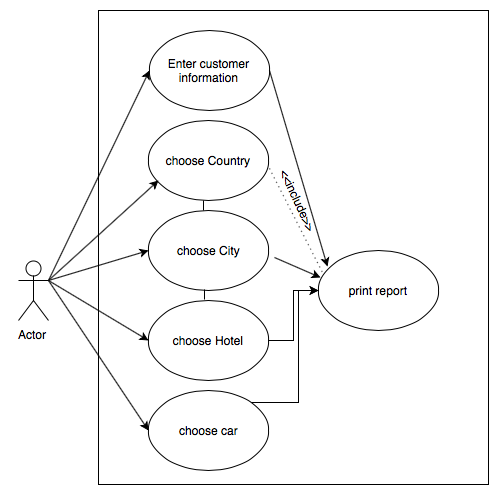 Enter customer
information
choose Country
<<include>>
choose City
print report
Actor
choose Hotel
choose car